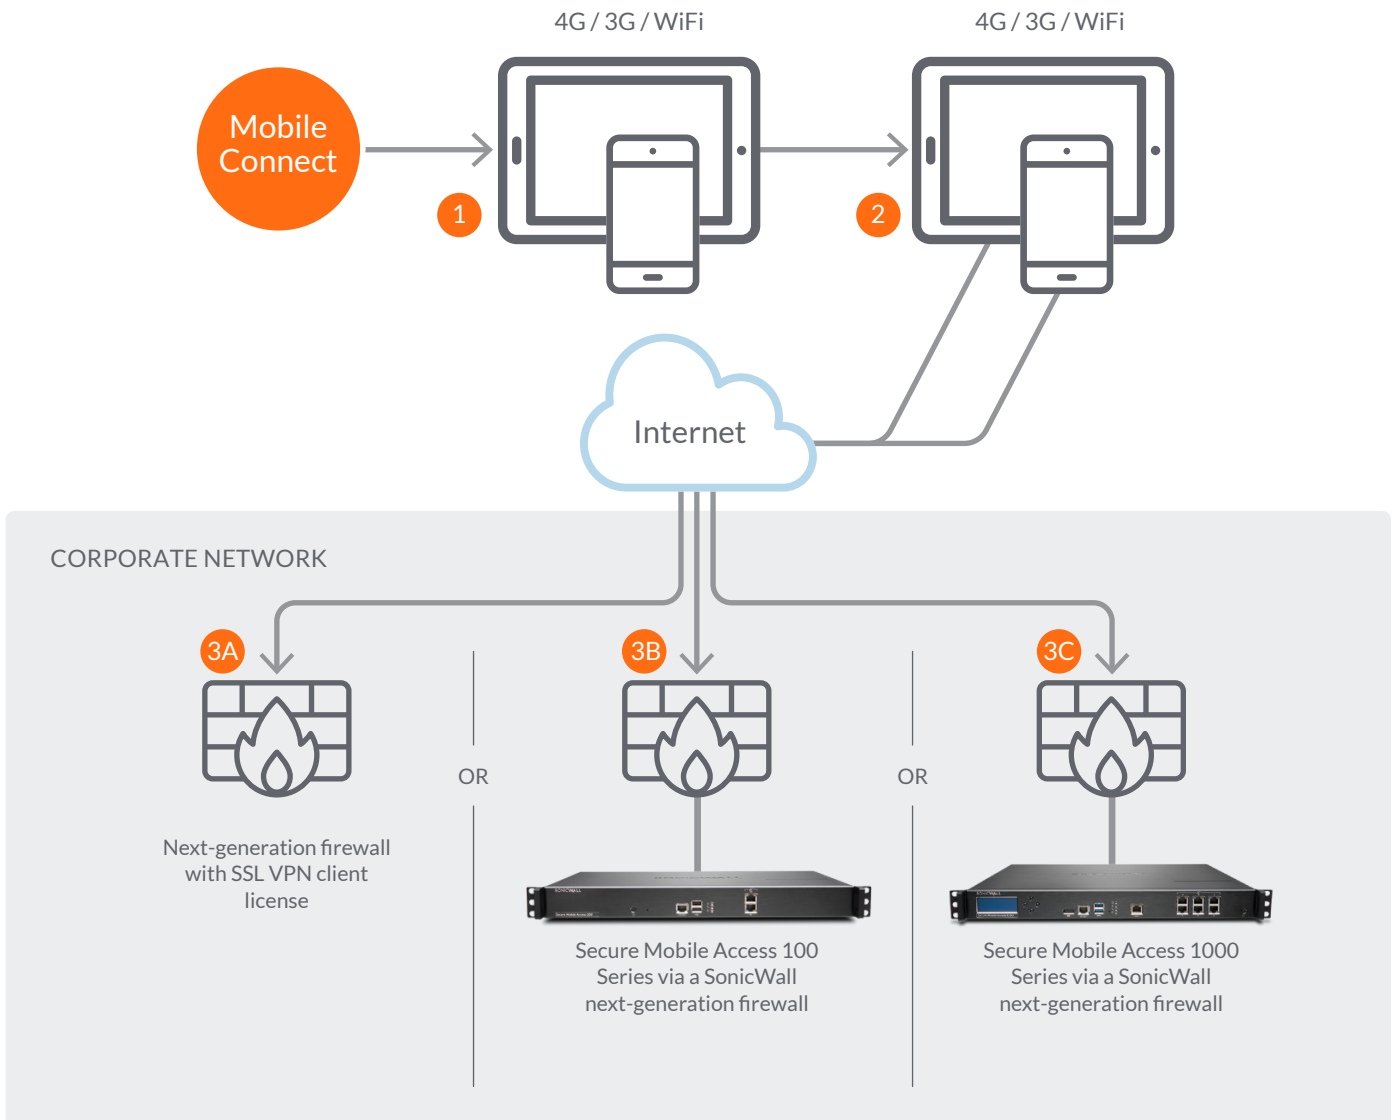 4G / 3G / WiFi
4G / 3G / WiFi
Mobile
Connect
1
2
Internet
CORPORATE NETWORK
3A
3B
3C
OR
OR
Next-generation firewall
with SSL VPN client
license
SONICWALL
SONICWALL
Secure Mobile Access 100
Series via a SonicWall
next-generation firewall
Secure Mobile Access 1000
Series via a SonicWall
next-generation firewall